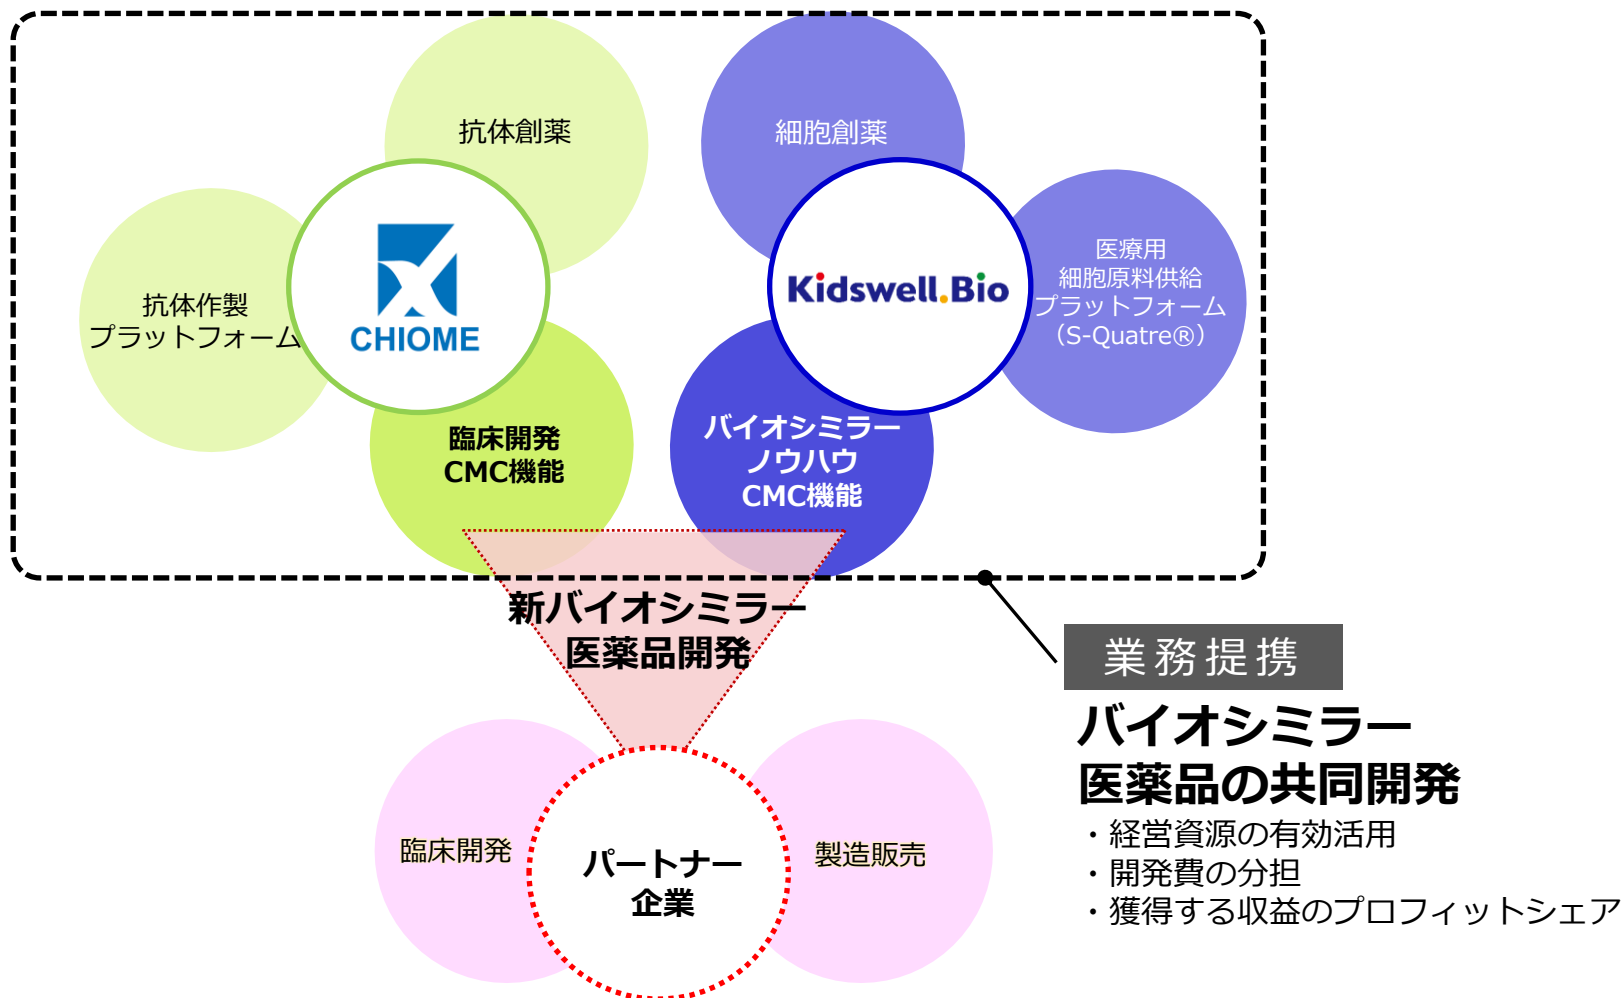 抗体創薬
細胞創薬
抗体作製
プラットフォーム
CHIOME
Kidswell.Bio
医療用
細胞原料供給
プラットフォーム
（S-Quatre®）
臨床開発
CMC機能
バイオシミラー
ノウハウ
CMC機能
新バイオシミラー
医薬品開発
業務提携
バイオシミラー
医薬品の共同開発
・経営資源の有効活用
・開発費の分担
・獲得する収益のプロフィットシェア
臨床開発
パートナー
企業
製造販売